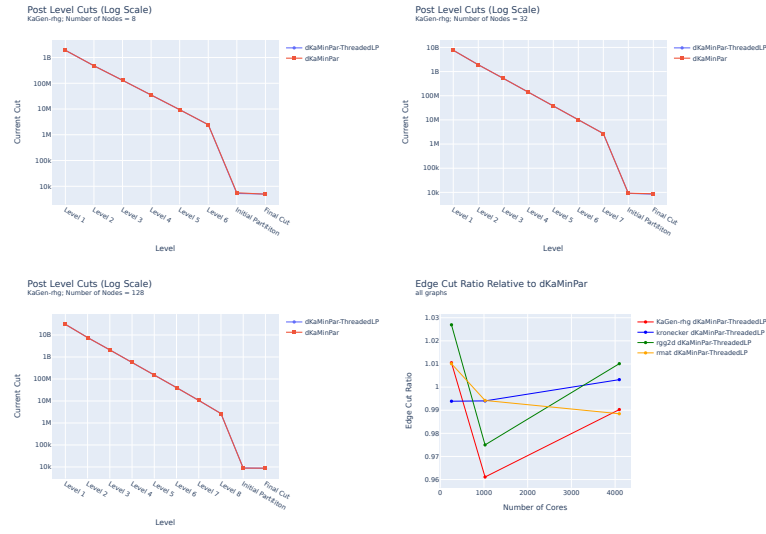 Post Level Cuts (Log Scale)
KaGen-rhg; Number of Nodes = 8
dKaMinPar-ThreadedLP
dKaMinPar
1B
100M
10M
1M
100k
10k
Current Cut
Level 1
Level 2
Level 3
Level 4
Level 5
Level 6
Initial Partititon
Final Cut
Level
Post Level Cuts (Log Scale)
KaGen-rhg; Number of Nodes = 32
dKaMinPar-ThreadedLP
dKaMinPar
10B
1B
100M
10M
1M
100k
10k
Current Cut
Level 1
Level 2
Level 3
Level 4
Level 5
Level 6
Level 7
Initial Partititon
Final Cut
Level
Post Level Cuts (Log Scale)
KaGen-rhg; Number of Nodes = 128
dKaMinPar-ThreadedLP
dKaMinPar
10B
1B
100M
10M
1M
100k
10k
Current Cut
Level 1
Level 2
Level 3
Level 4
Level 5
Level 6
Level 7
Level 8
Initial Partititon
Final Cut
Level
Edge Cut Ratio Relative to dKaMinPar
all graphs
KaGen-rhg dKaMinPar-ThreadedLP
kronecker dKaMinPar-ThreadedLP
rgg2d dKaMinPar-ThreadedLP
rmat dKaMinPar-ThreadedLP
1.03
1.02
1.01
1
0.99
0.98
0.97
0.96
Edge Cut Ratio
0
1000
2000
3000
4000
Number of Cores